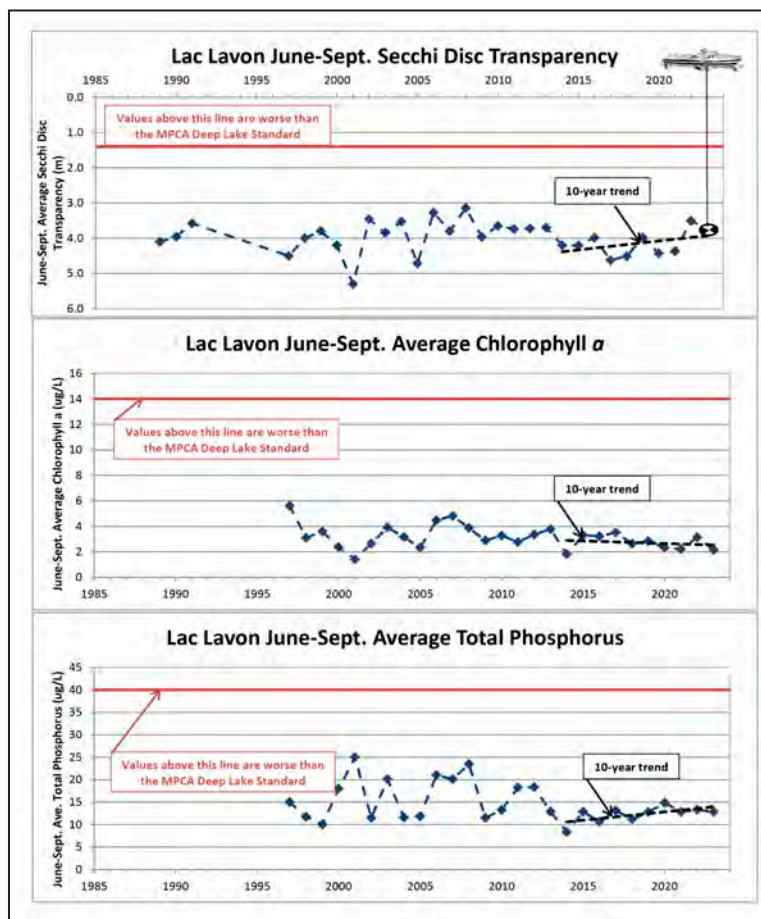 Lac Lavon June-Sept. Secchi Disc Transparency
1985 1990 1995 2000 2005 2010 2015 2020
0.0
1.0
2.0
3.0
4.0
5.0
6.0
June-Sept. Average Secchi Disc
Transparency (m)
Values above this line are worse than
the MPCA Deep Lake Standard
10-year trend
Lac Lavon June-Sept. Average Chlorophyll a
16
14
12
10
8
6
4
2
0
June-Sept. Average Chlorophyll a (ug/L)
Values above this line are worse than
the MPCA Deep Lake Standard
10-year trend
1985 1990 1995 2000 2005 2010 2015 2020
Lac Lavon June-Sept. Average Total Phosphorus
45
40
35
30
25
20
15
10
5
0
June-Sept. Ave. Total Phosphorus (ug/L)
Values above this line are worse than
the MPCA Deep Lake Standard
10-year trend
1985 1990 1995 2000 2005 2010 2015 2020